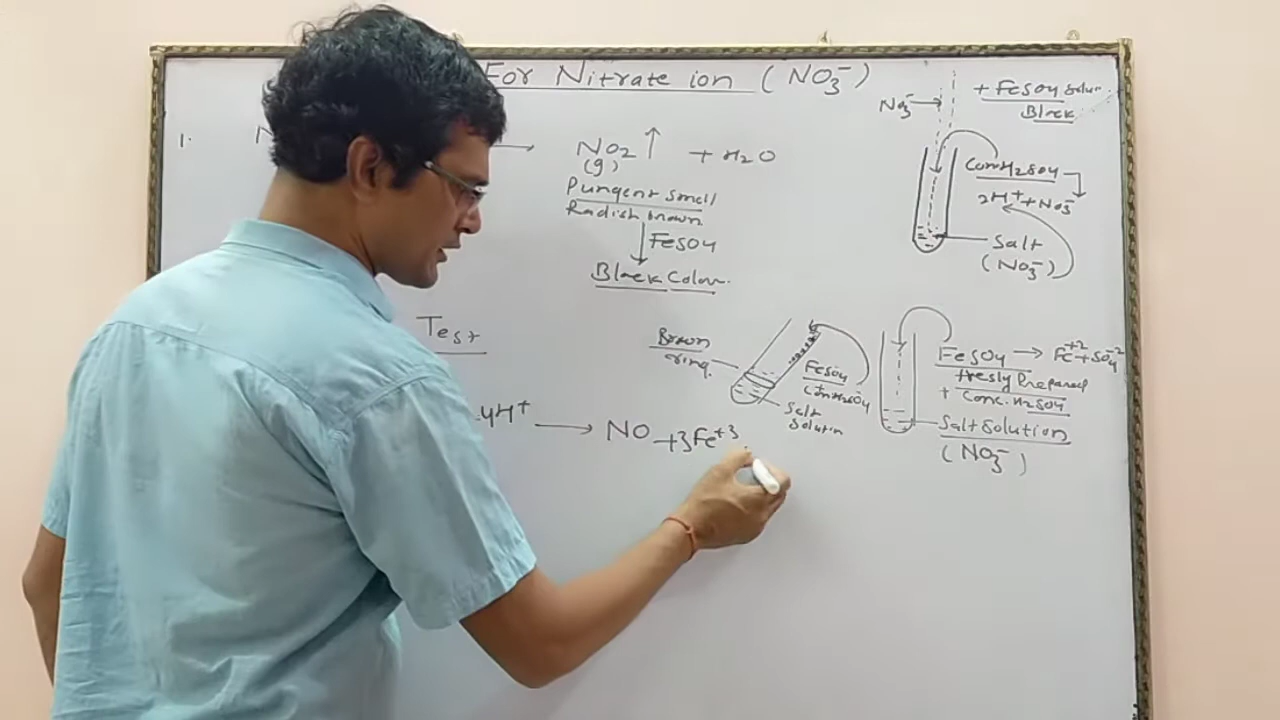 For Nitrate ion ( NO3- )
1. N → NO2 ↑ + H2O
(g)
Pungent Smell
Radish brown
↓ FeSO4
Black Colour.
NO3- →
+ FeSO4 Solu
Black
Conc H2SO4
2H+ + NO3-
Salt
( NO3- )
Test
4H+ → NO + 3Fe+3
Brown
ring.
FeSO4
+
Conc H2SO4
Salt
Solution
FeSO4 → Fe+2 + SO4-2
fresly Prepared
+ Conc. H2SO4
Salt Solution
( NO3- )